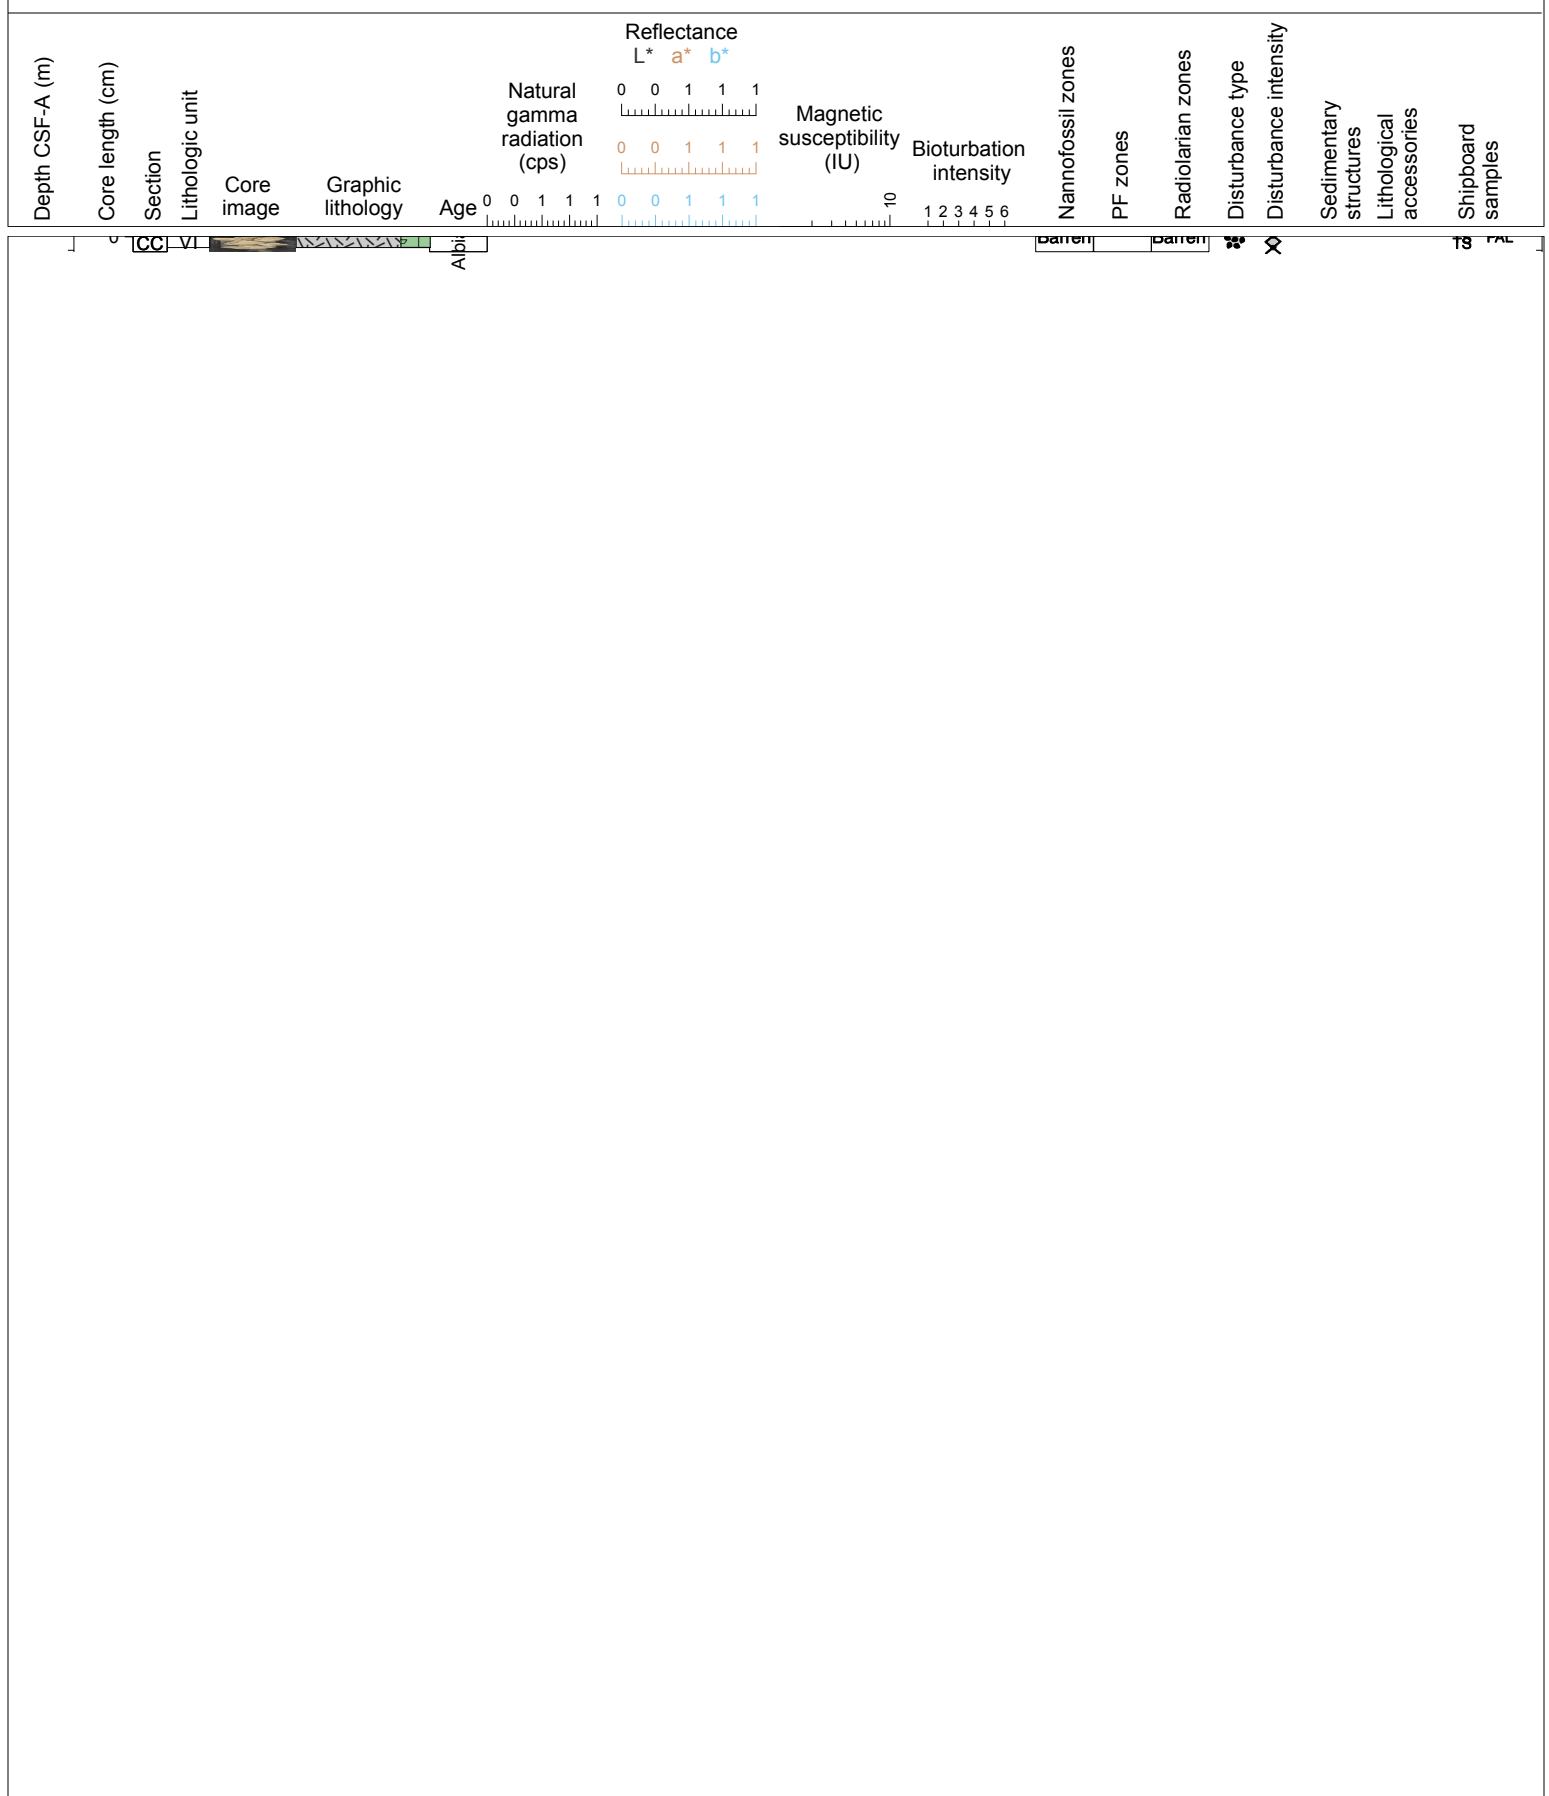 Reflectance
L* a* b*
0 0 1 1 1
0 0 1 1 1
0 0 1 1 1
Depth CSF-A (m)
Core length (cm)
Section
Lithologic unit
Core
image
Graphic
lithology
Age
Natural
gamma
radiation
(cps)
0 0 1 1 1
Magnetic
susceptibility
(IU)
10
Bioturbation
intensity
1 2 3 4 5 6
Nannofossil zones
PF zones
Radiolarian zones
Disturbance type
Disturbance intensity
Sedimentary
structures
Lithological
accessories
Shipboard
samples
0 CC VI
Barren Barren
TS PAL